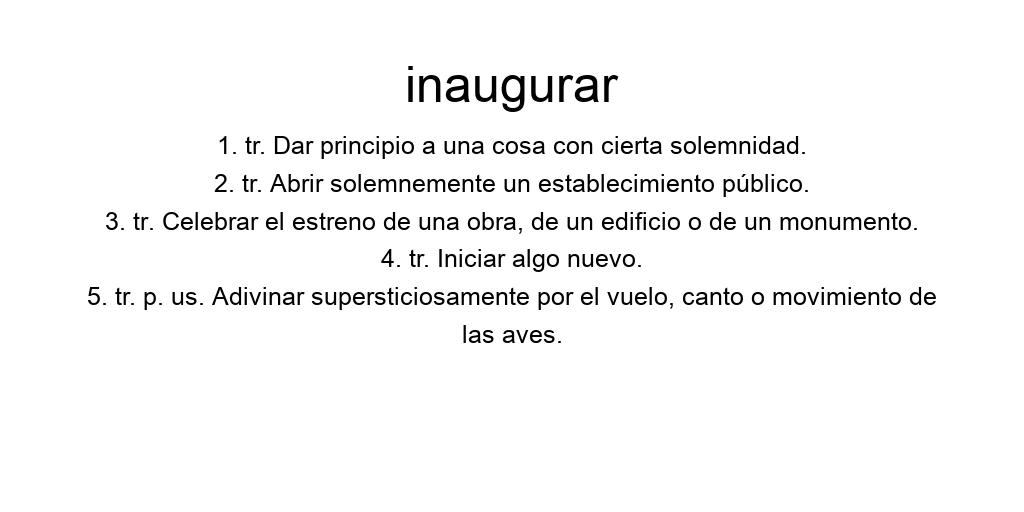 inaugurar
1. tr. Dar principio a una cosa con cierta solemnidad.
2. tr. Abrir solemnemente un establecimiento público.
3. tr. Celebrar el estreno de una obra, de un edificio o de un monumento.
4. tr. Iniciar algo nuevo.
5. tr. p. us. Adivinar supersticiosamente por el vuelo, canto o movimiento de
las aves.